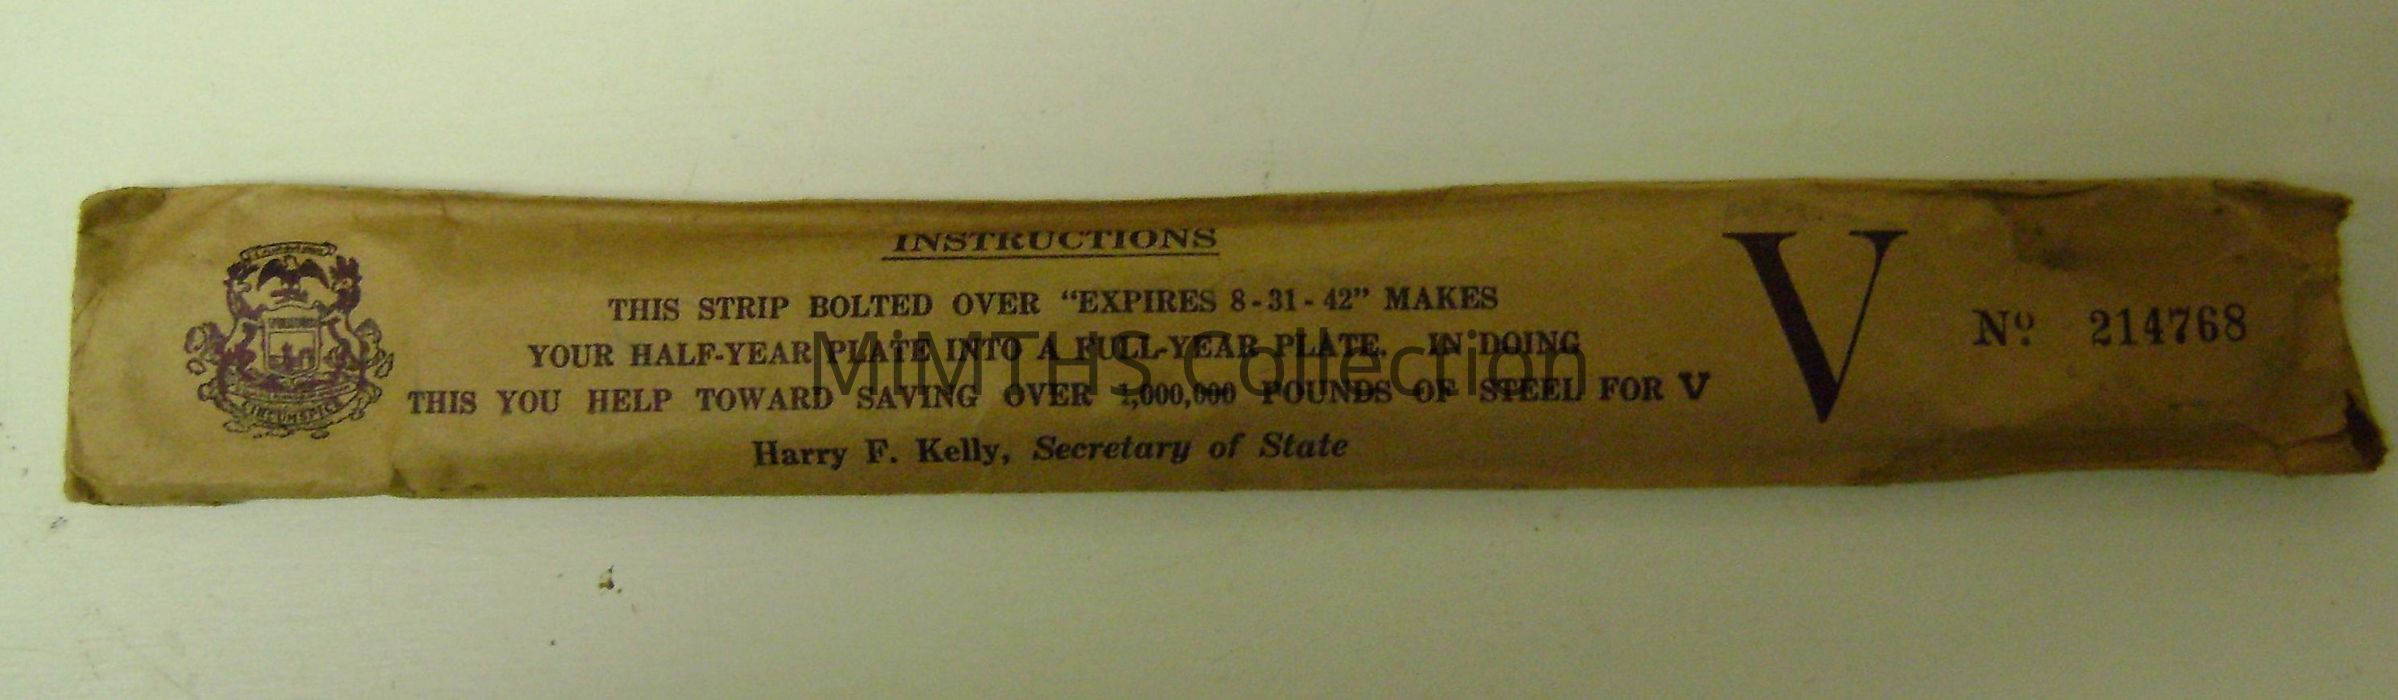 INSTRUCTIONS
THIS STRIP BOLTED OVER "EXPIRES 8-31-42" MAKES
YOUR HALF-YEAR PLATE INTO A FULL-YEAR PLATE. IN DOING
THIS YOU HELP TOWARD SAVING OVER 1,000,000 POUNDS OF STEEL FOR V
Harry F. Kelly, Secretary of State
V
No. 214768
CIRCUMSPICE
MiMTHS Collection